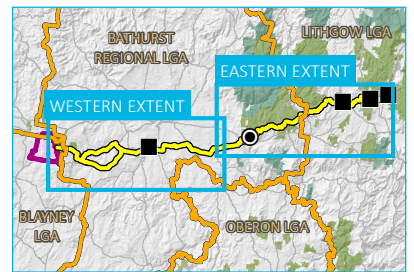 BATHURST
REGIONAL LGA
LITHGOW LGA
EASTERN EXTENT
WESTERN EXTENT
BLAYNEY
LGA
OBERON LGA